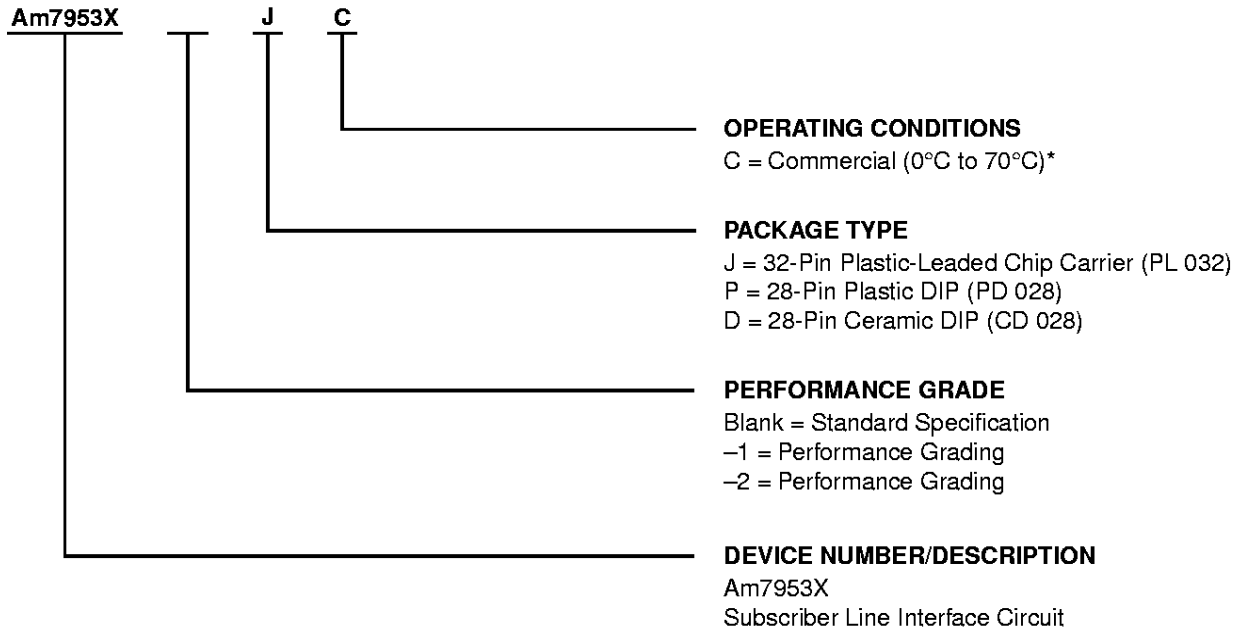 Am7953X J C
OPERATING CONDITIONS
C = Commercial (0°C to 70°C)*
PACKAGE TYPE
J = 32-Pin Plastic-Leaded Chip Carrier (PL 032)
P = 28-Pin Plastic DIP (PD 028)
D = 28-Pin Ceramic DIP (CD 028)
PERFORMANCE GRADE
Blank = Standard Specification
–1 = Performance Grading
–2 = Performance Grading
DEVICE NUMBER/DESCRIPTION
Am7953X
Subscriber Line Interface Circuit